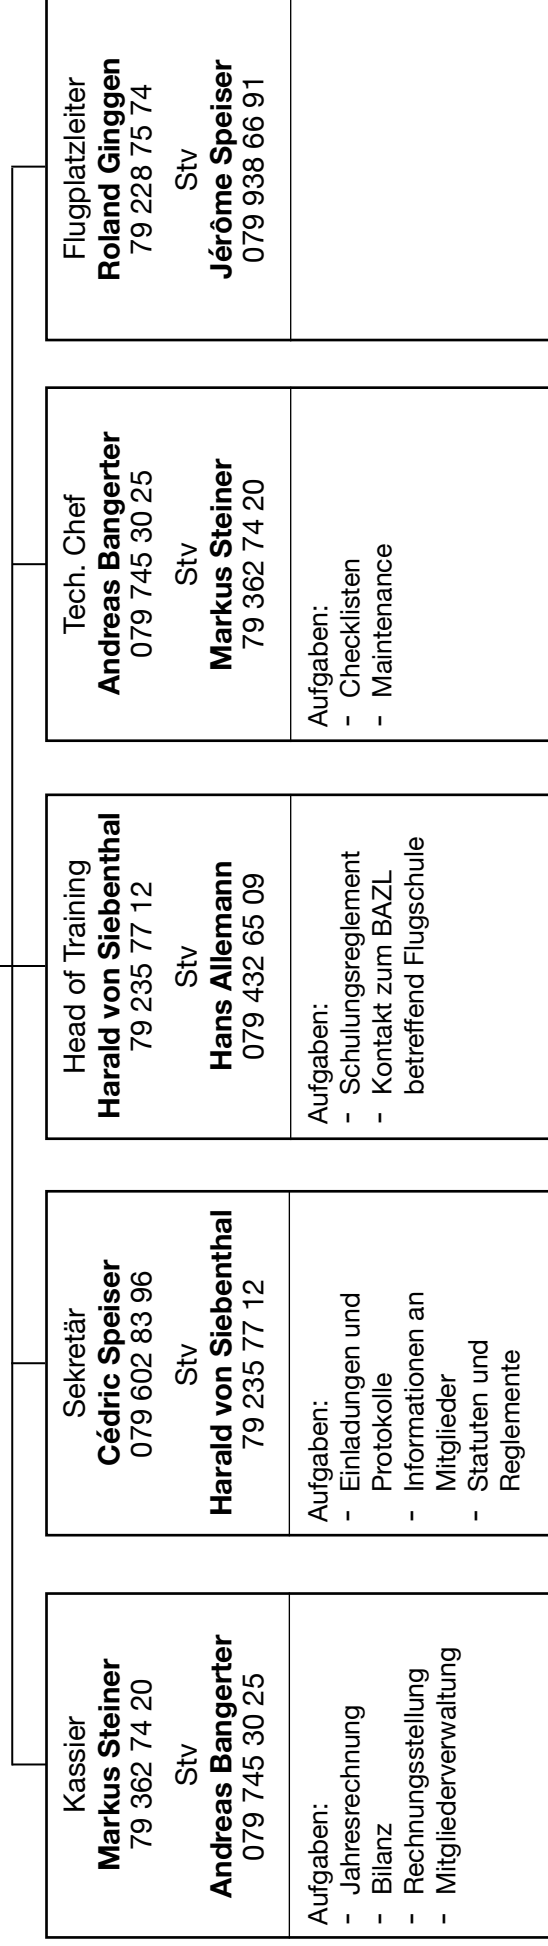 Kassier
Markus Steiner
79 362 74 20
Stv
Andreas Bangerter
079 745 30 25
Aufgaben:
- Jahresrechnung
- Bilanz
- Rechnungsstellung
- Mitgliederverwaltung
Sekretär
Cédric Speiser
079 602 83 96
Stv
Harald von Siebenthal
79 235 77 12
Aufgaben:
- Einladungen und
Protokolle
- Informationen an
Mitglieder
- Statuten und
Reglemente
Head of Training
Harald von Siebenthal
79 235 77 12
Stv
Hans Allemann
079 432 65 09
Aufgaben:
- Schulungsreglement
- Kontakt zum BAZL
betreffend Flugschule
Tech. Chef
Andreas Bangerter
079 745 30 25
Stv
Markus Steiner
79 362 74 20
Aufgaben:
- Checklisten
- Maintenance
Flugplatzleiter
Roland Ginggen
79 228 75 74
Stv
Jérôme Speiser
079 938 66 91